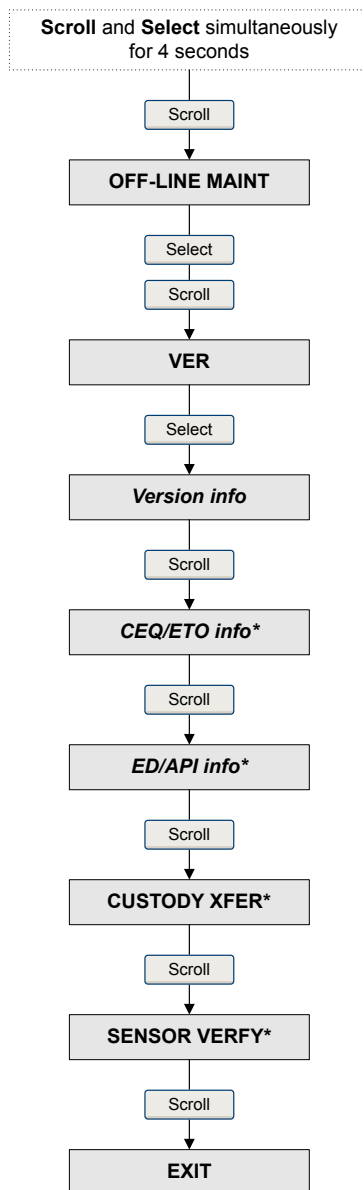 Scroll and Select simultaneously
for 4 seconds
Scroll
OFF-LINE MAINT
Select
Scroll
VER
Select
Version info
Scroll
CEQ/ETO info*
Scroll
ED/API info*
Scroll
CUSTODY XFER*
Scroll
SENSOR VERFY*
Scroll
EXIT